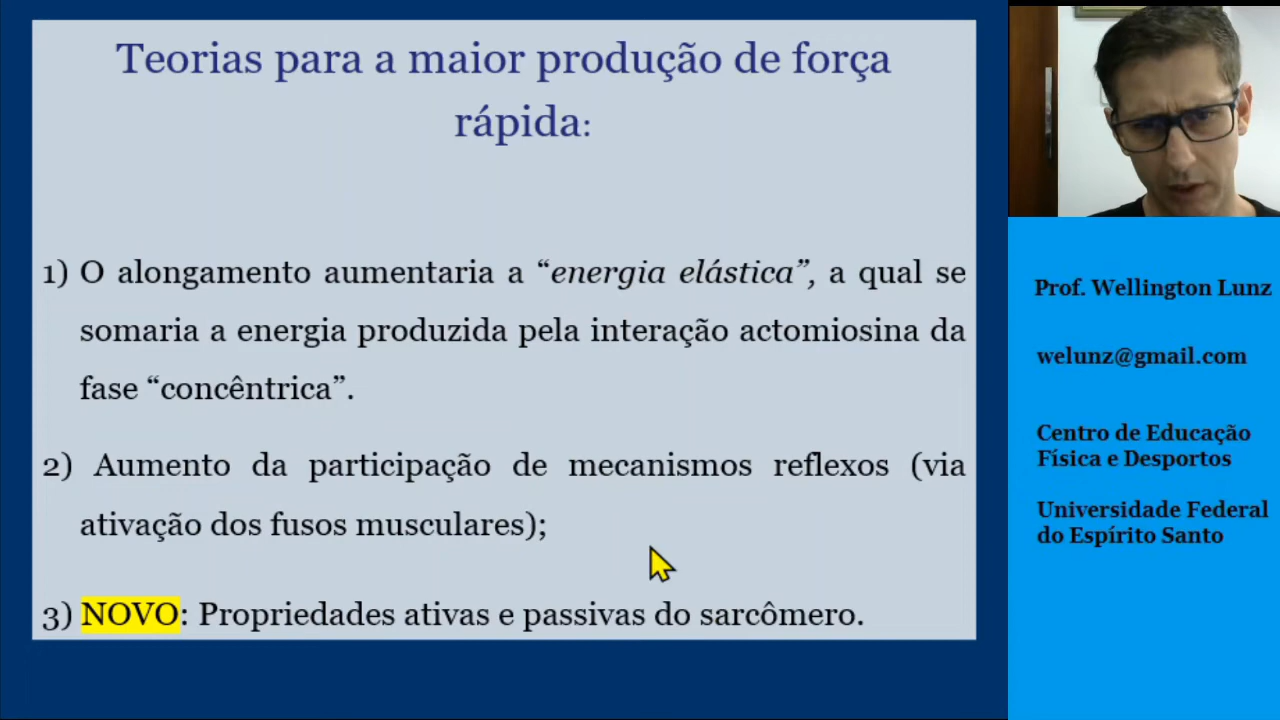 Teorias para a maior produção de força
rápida:
1) O alongamento aumentaria a “energia elástica”, a qual se
somaria a energia produzida pela interação actomiosina da
fase “concêntrica”.
2) Aumento da participação de mecanismos reflexos (via
ativação dos fusos musculares);
3) NOVO: Propriedades ativas e passivas do sarcômero.
Prof. Wellington Lunz
welunz@gmail.com
Centro de Educação
Física e Desportos
Universidade Federal
do Espírito Santo